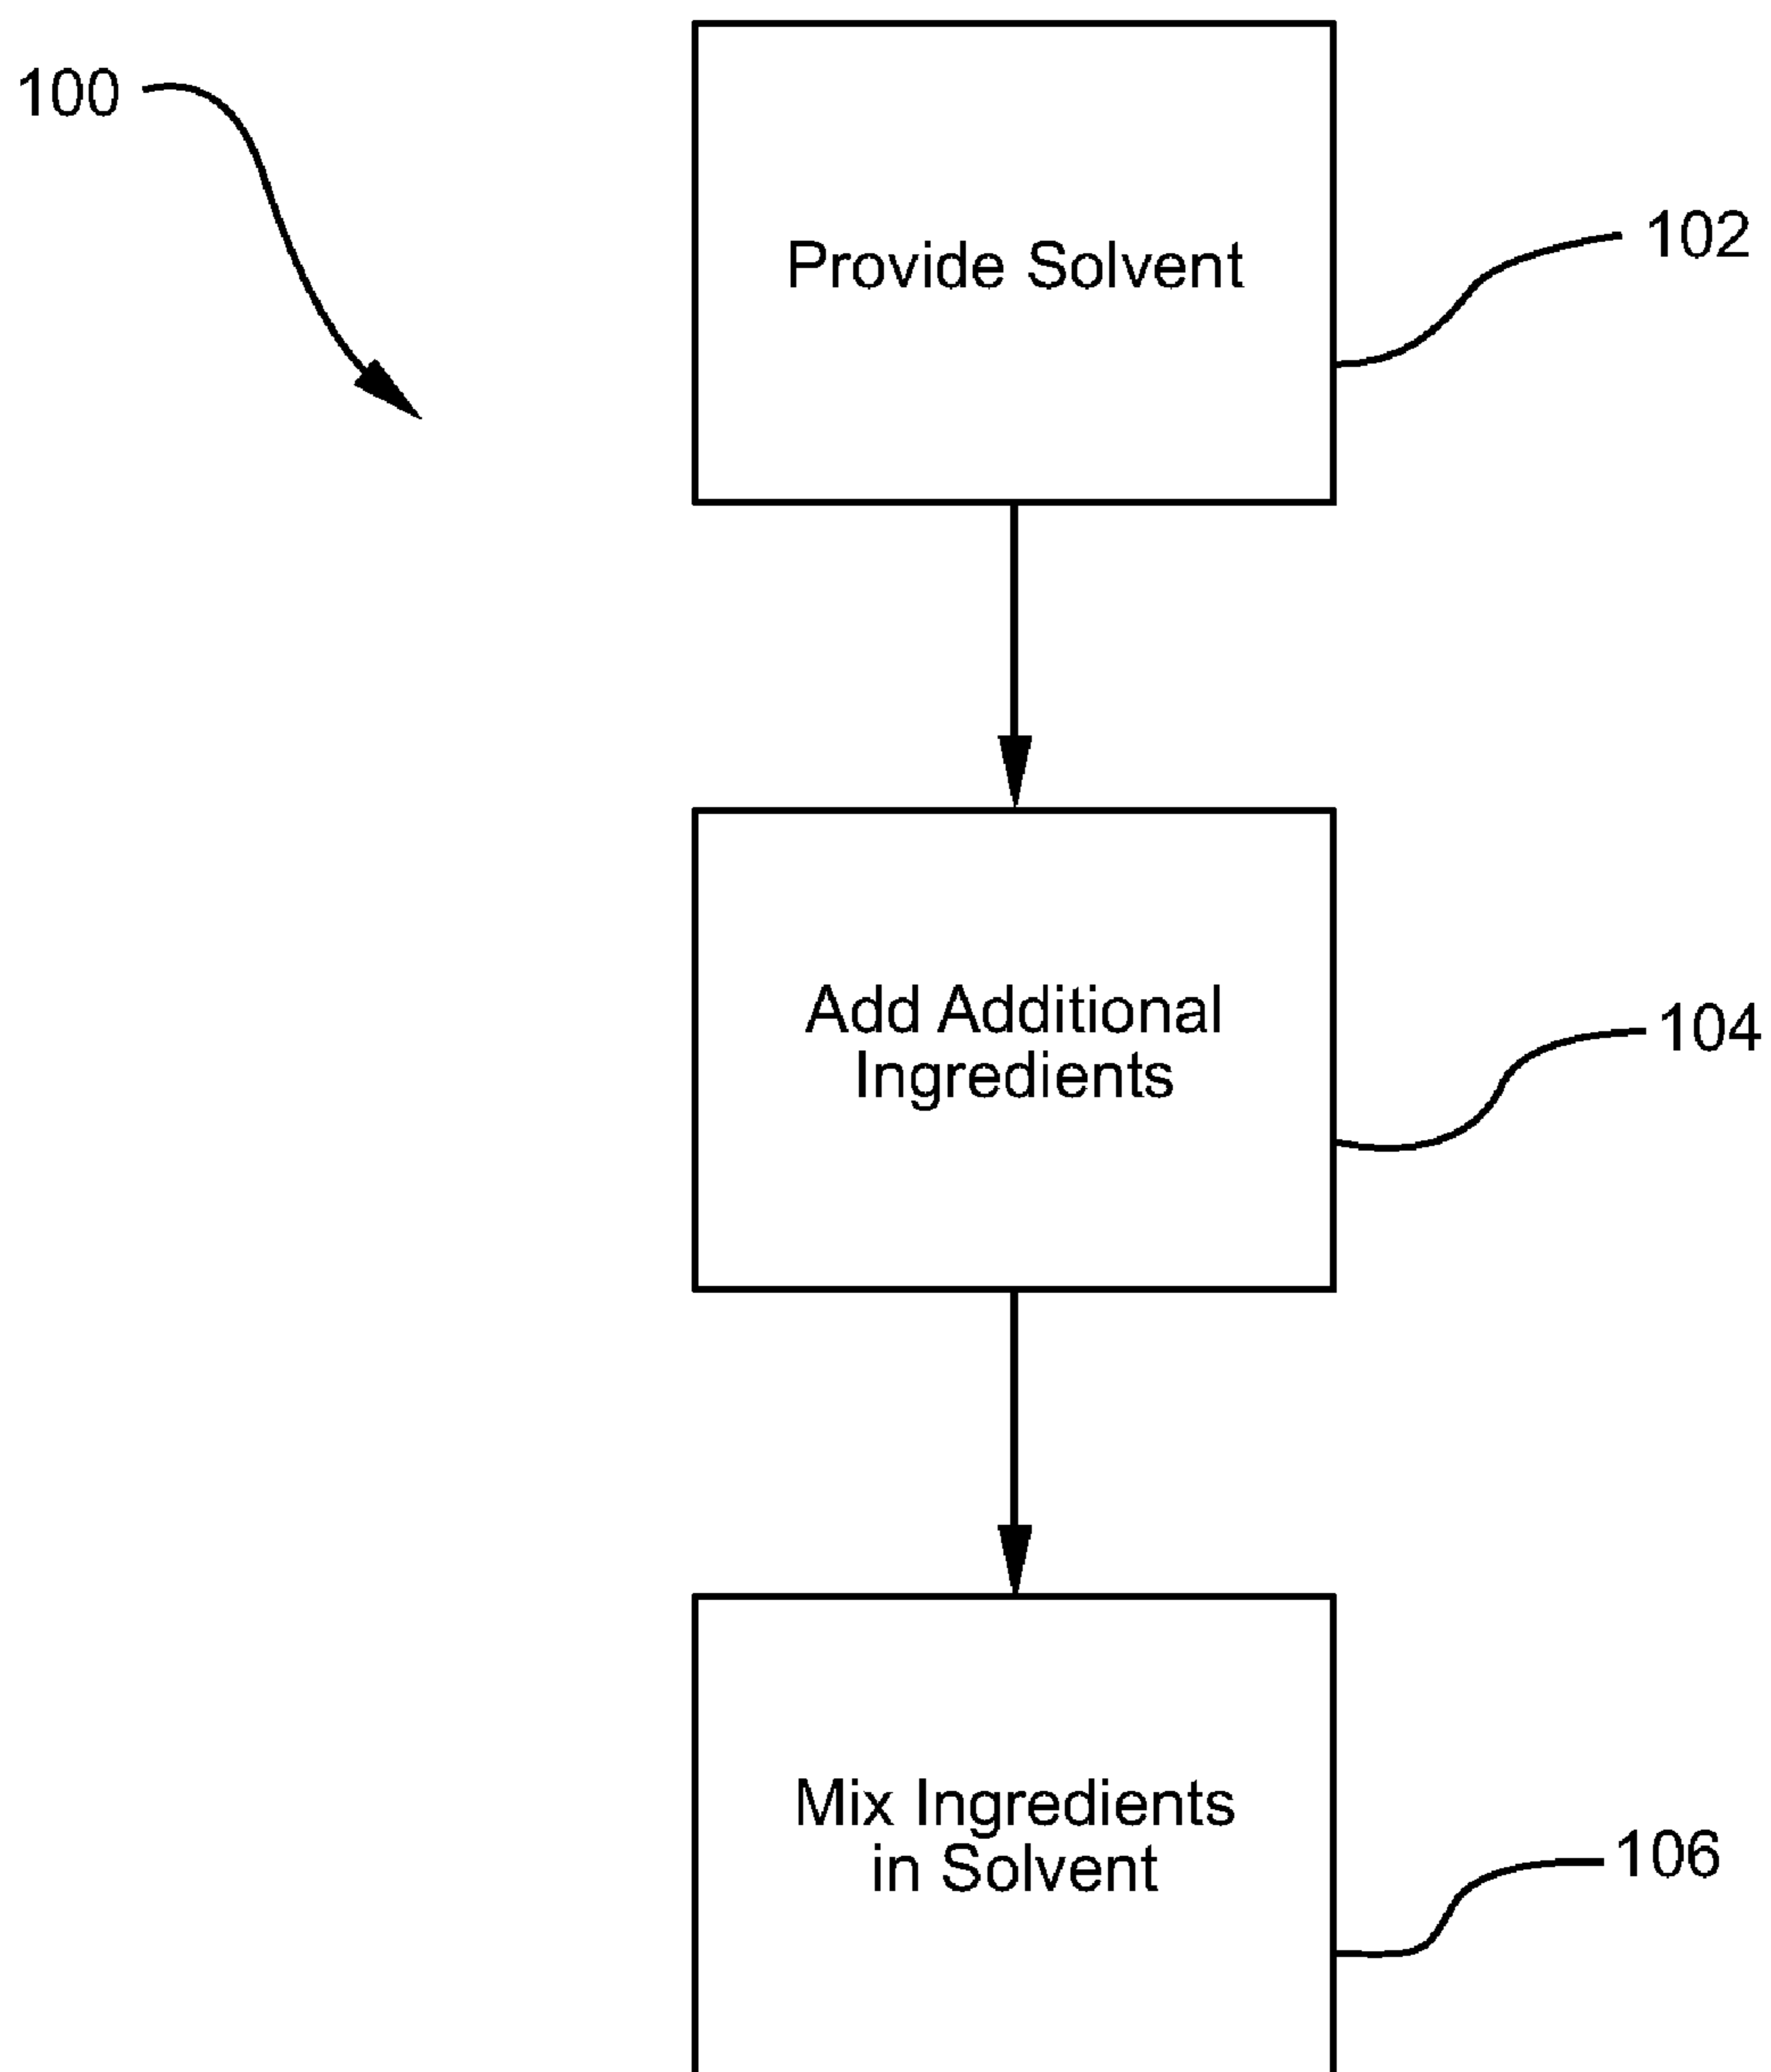 100
Provide Solvent
102
Add Additional
Ingredients
104
Mix Ingredients
in Solvent
106